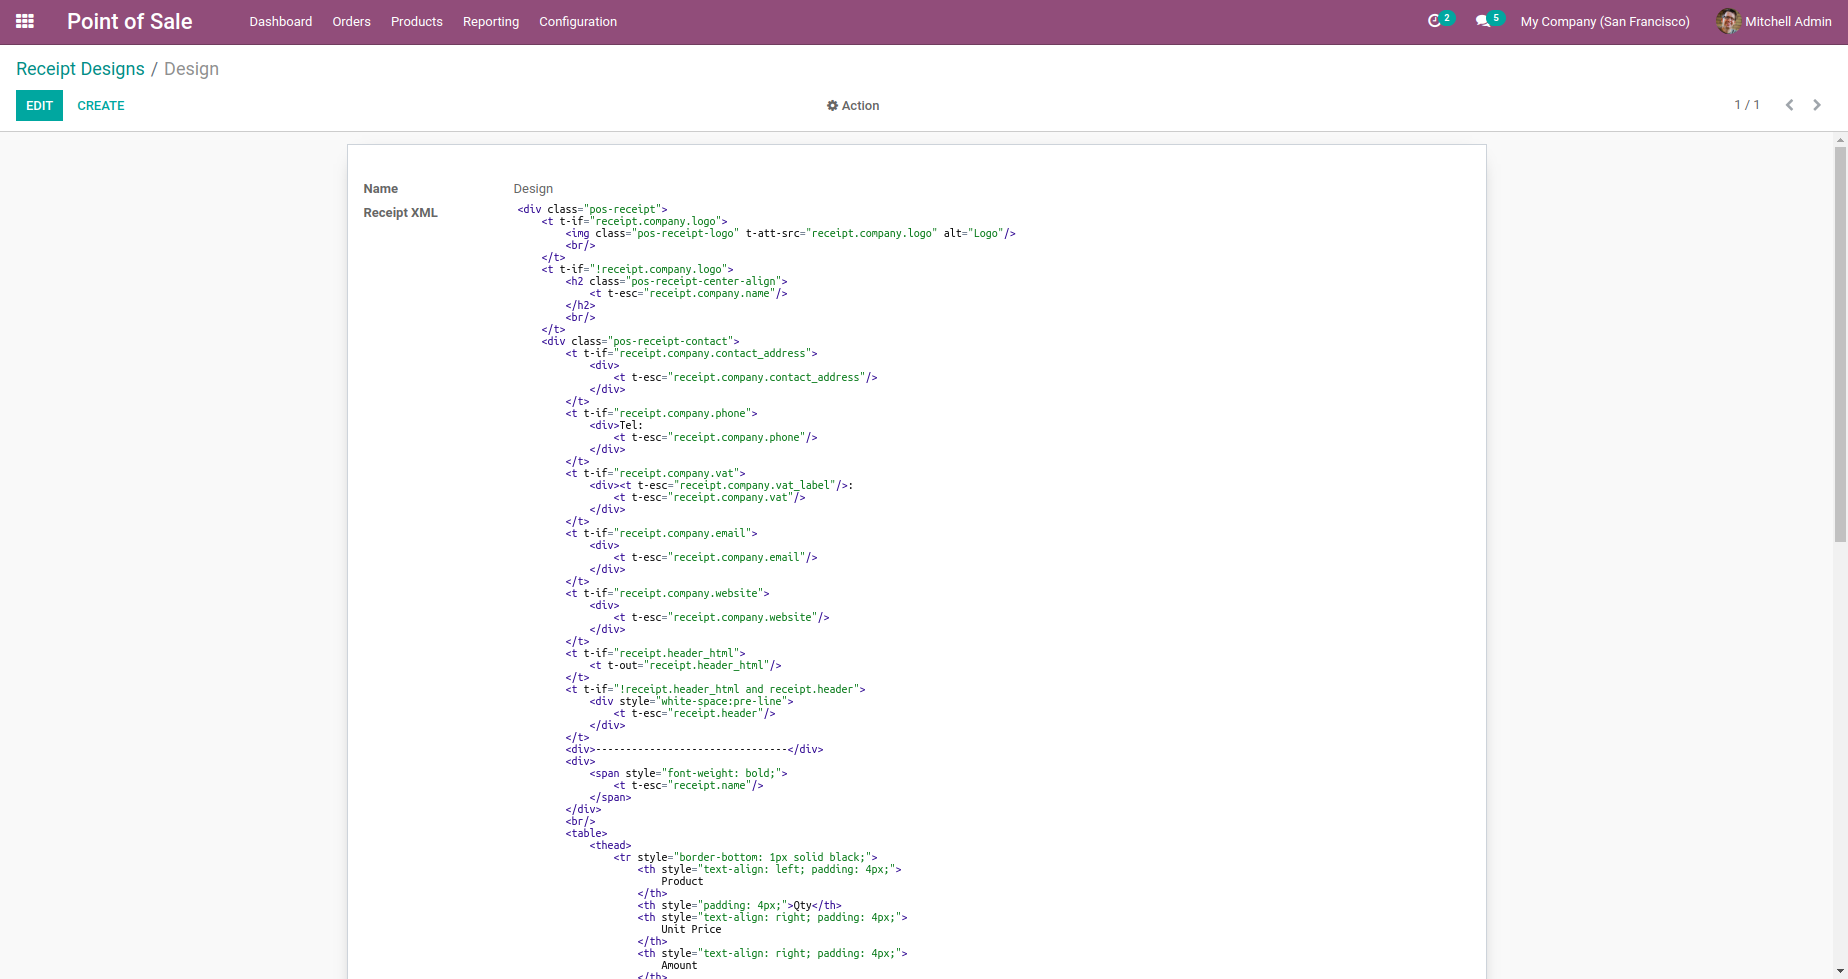 Point of Sale Dashboard Orders Products Reporting Configuration 2 5 My Company (San Francisco) Mitchell Admin
Receipt Designs / Design
EDIT CREATE Action 1 / 1
Name Design
Receipt XML
<div class="pos-receipt">
<t t-if="receipt.company.logo">
<img class="pos-receipt-logo" t-att-src="receipt.company.logo" alt="Logo"/>
<br/>
</t>
<t t-if="!receipt.company.logo">
<h2 class="pos-receipt-center-align">
<t t-esc="receipt.company.name"/>
</h2>
<br/>
</t>
<div class="pos-receipt-contact">
<t t-if="receipt.company.contact_address">
<div>
<t t-esc="receipt.company.contact_address"/>
</div>
</t>
<t t-if="receipt.company.phone">
<div>Tel:
<t t-esc="receipt.company.phone"/>
</div>
</t>
<t t-if="receipt.company.vat">
<div><t t-esc="receipt.company.vat_label"/>:
<t t-esc="receipt.company.vat"/>
</div>
</t>
<t t-if="receipt.company.email">
<div>
<t t-esc="receipt.company.email"/>
</div>
</t>
<t t-if="receipt.company.website">
<div>
<t t-esc="receipt.company.website"/>
</div>
</t>
<t t-if="receipt.header_html">
<t t-out="receipt.header_html"/>
</t>
<t t-if="!receipt.header_html and receipt.header">
<div style="white-space:pre-line">
<t t-esc="receipt.header"/>
</div>
</t>
<div>--------------------------------</div>
<div>
<span style="font-weight: bold;">
<t t-esc="receipt.name"/>
</span>
</div>
<br/>
<table>
<thead>
<tr style="border-bottom: 1px solid black;">
<th style="text-align: left; padding: 4px;">
Product
</th>
<th style="padding: 4px;">Qty</th>
<th style="text-align: right; padding: 4px;">
Unit Price
</th>
<th style="text-align: right; padding: 4px;">
Amount
</th>